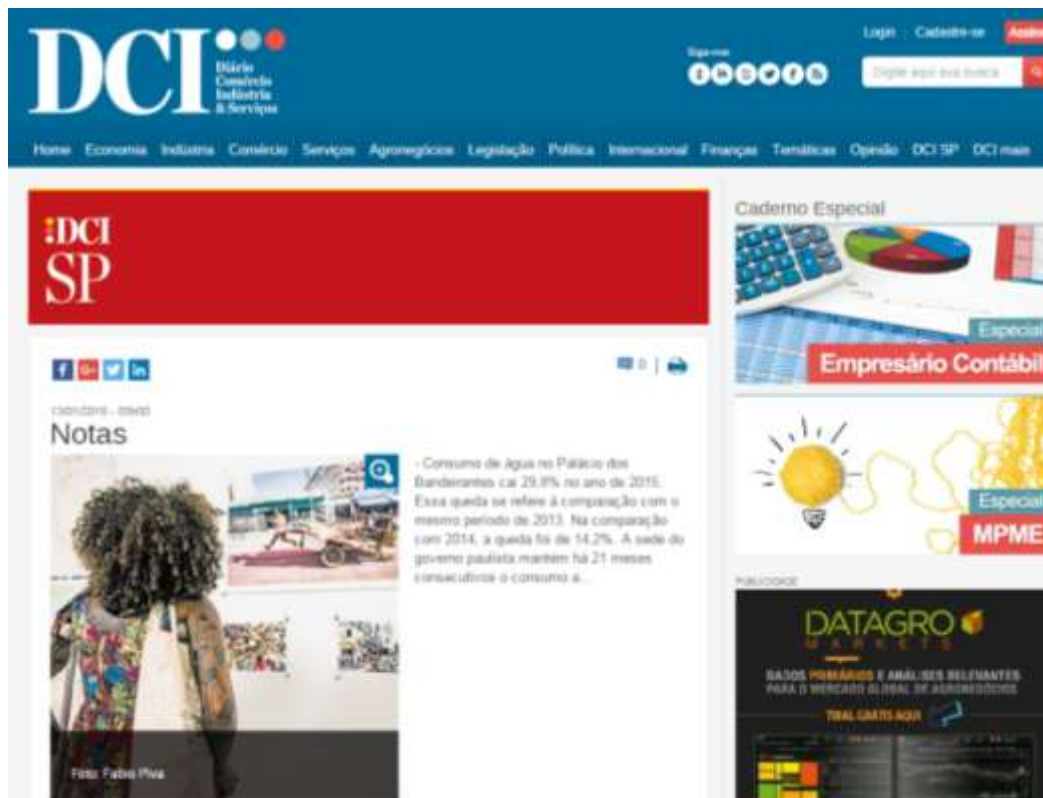 DCI
Diário
Comércio
Indústria
& Serviços
Siga-nos
Login Cadastre-se Assine
Digite aqui sua busca
Home Economia Indústria Comércio Serviços Agronegócios Legislação Política Internacional Finanças Temáticas Opinião DCI SP DCI mais
:DCI
SP
0
Notas
- Consumo de água no Palácio dos
Bandeirantes cai 29,8% no ano de 2015.
Essa queda se refere à comparação com o
mesmo período de 2013. Na comparação
com 2014, a queda foi de 14,2%. A sede do
governo paulista mantém há 21 meses
consecutivos o consumo a...
Foto: Fabio Piva
Caderno Especial
Especial
Empresário Contábil
Especial
MPME
PUBLICIDADE
DATAGRO
MARKETS
DADOS PRIMÁRIOS E ANÁLISES RELEVANTES
PARA O MERCADO GLOBAL DE AGRONEGÓCIOS
TRIAL GRÁTIS AQUI